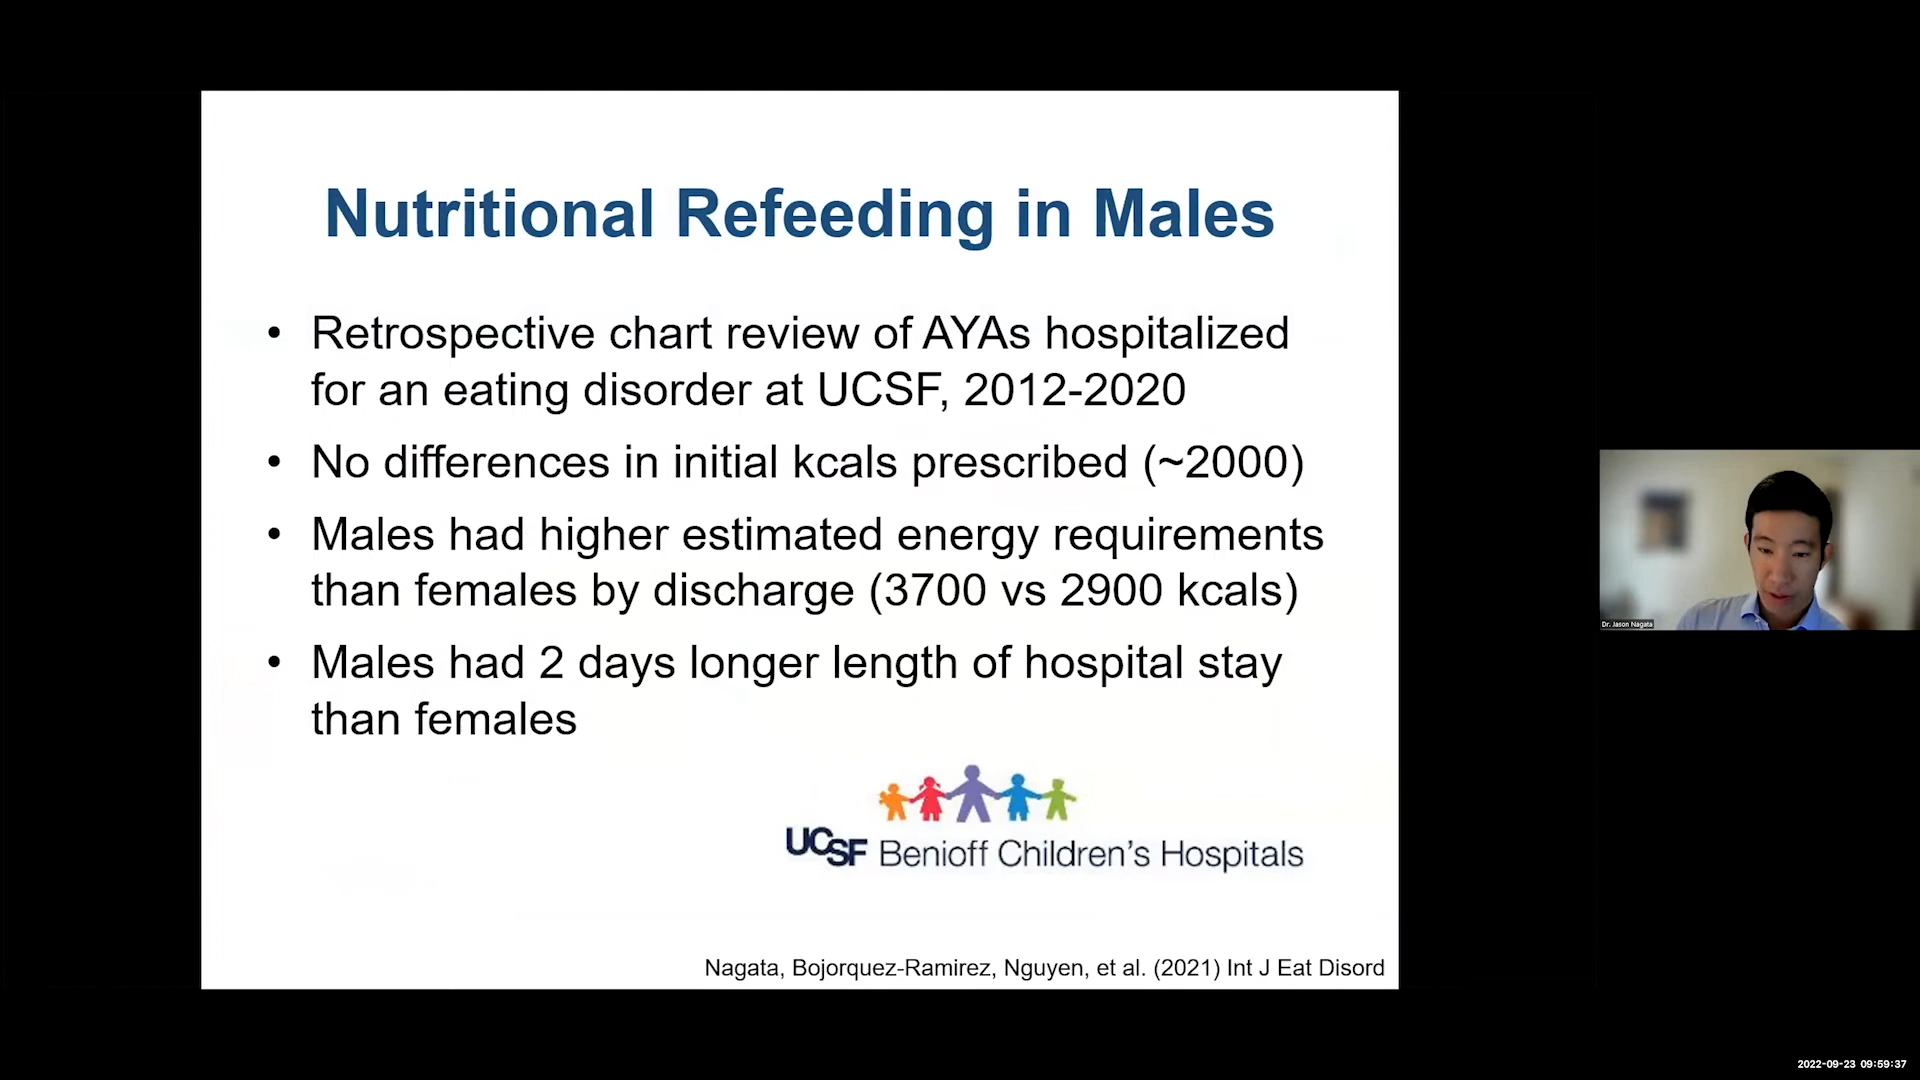 Nutritional Refeeding in Males
• Retrospective chart review of AYAs hospitalized
for an eating disorder at UCSF, 2012-2020
• No differences in initial kcals prescribed (~2000)
• Males had higher estimated energy requirements
than females by discharge (3700 vs 2900 kcals)
• Males had 2 days longer length of hospital stay
than females
UCSF Benioff Children's Hospitals
Nagata, Bojorquez-Ramirez, Nguyen, et al. (2021) Int J Eat Disord
Dr. Jason Nagata
2022-09-23 09:59:37